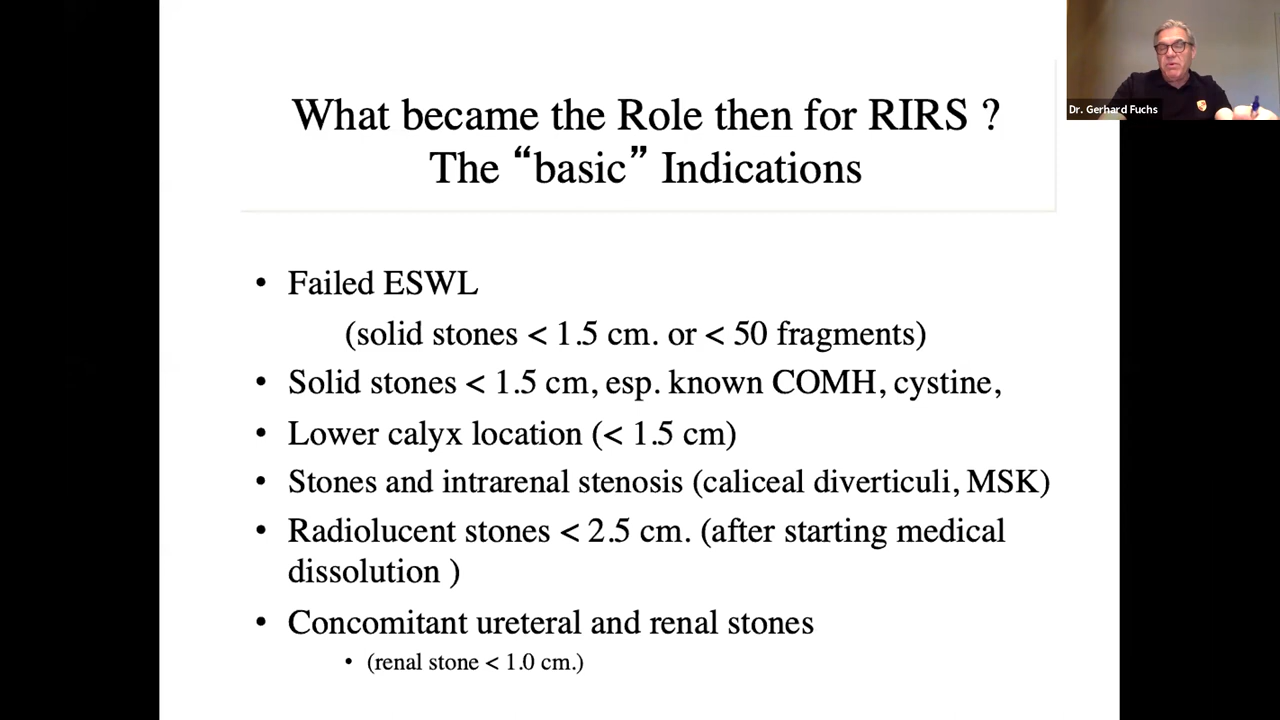 What became the Role then for RIRS ?
The “basic” Indications
Dr. Gerhard Fuchs
• Failed ESWL
(solid stones < 1.5 cm. or < 50 fragments)
• Solid stones < 1.5 cm, esp. known COMH, cystine,
• Lower calyx location (< 1.5 cm)
• Stones and intrarenal stenosis (caliceal diverticuli, MSK)
• Radiolucent stones < 2.5 cm. (after starting medical
dissolution )
• Concomitant ureteral and renal stones
• (renal stone < 1.0 cm.)